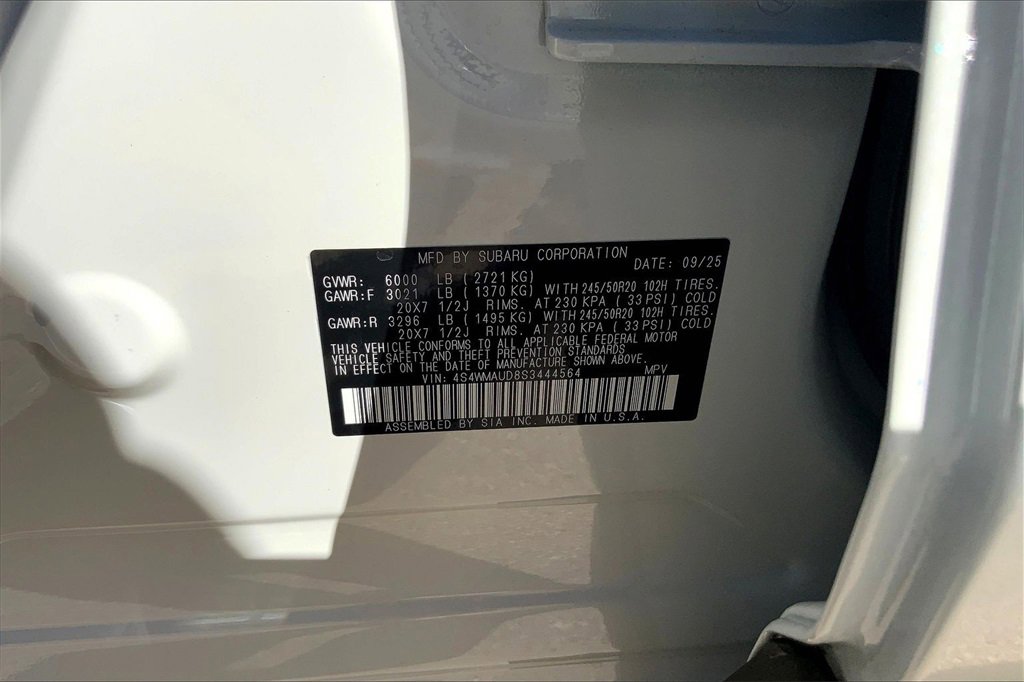 MFD BY SUBARU CORPORATION
DATE: 09/25
GVWR: 6000 LB ( 2721 KG)
GAWR:F 3021 LB ( 1370 KG) WITH 245/50R20 102H TIRES.
20X7 1/2J RIMS. AT 230 KPA ( 33 PSI) COLD
GAWR:R 3296 LB ( 1495 KG) WITH 245/50R20 102H TIRES.
20X7 1/2J RIMS. AT 230 KPA ( 33 PSI) COLD
THIS VEHICLE CONFORMS TO ALL APPLICABLE FEDERAL MOTOR
VEHICLE SAFETY AND THEFT PREVENTION STANDARDS
IN EFFECT ON THE DATE OF MANUFACTURE SHOWN ABOVE.
VIN: 4S4WMAUD8S3444564 MPV
ASSEMBLED BY SIA INC. MADE IN U.S.A.